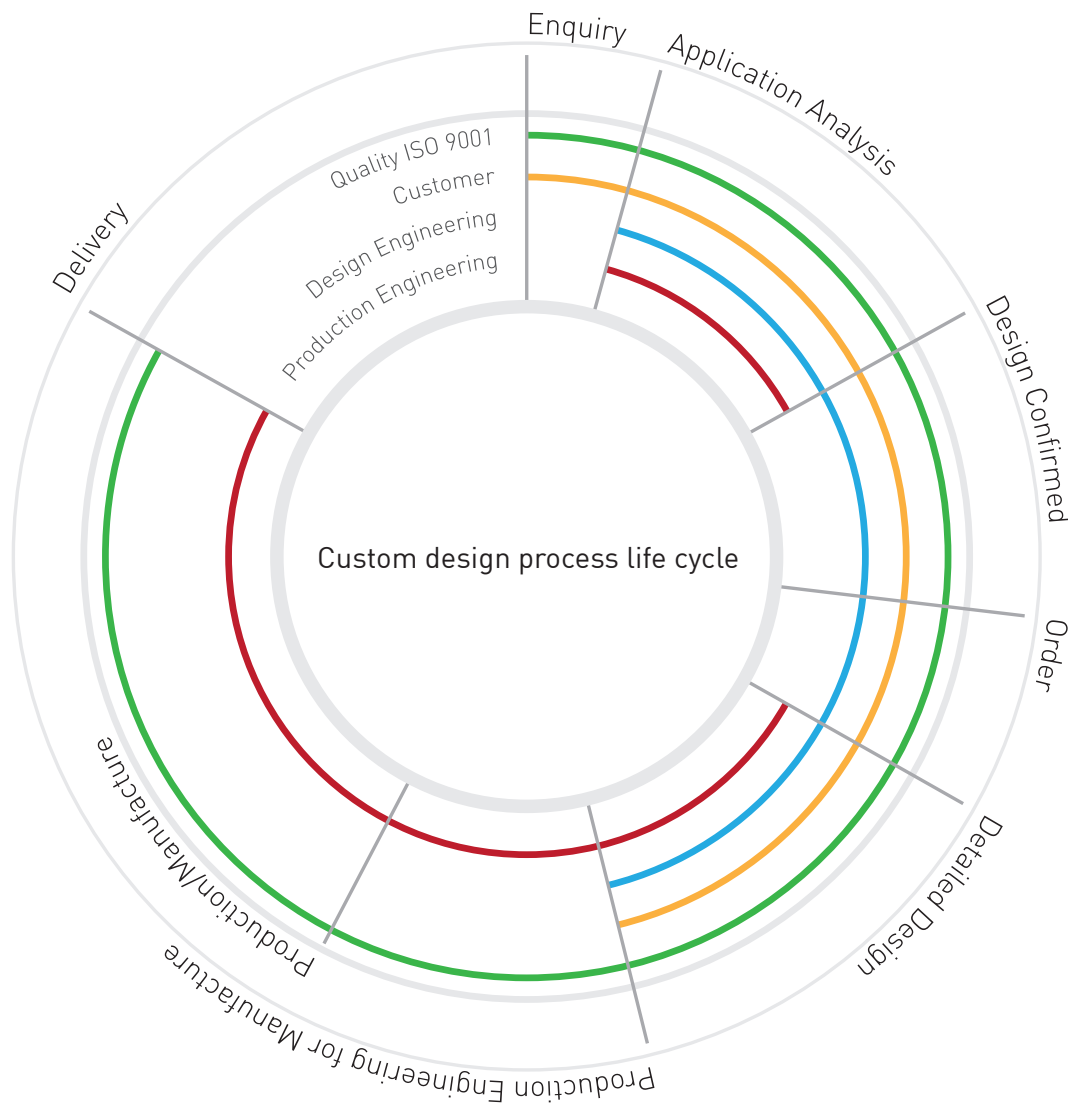 Enquiry
Application Analysis
Design Confirmed
Order
Detailed Design
Production Engineering for Manufacture
Production/Manufacture
Delivery
Quality ISO 9001
Customer
Design Engineering
Production Engineering
Custom design process life cycle